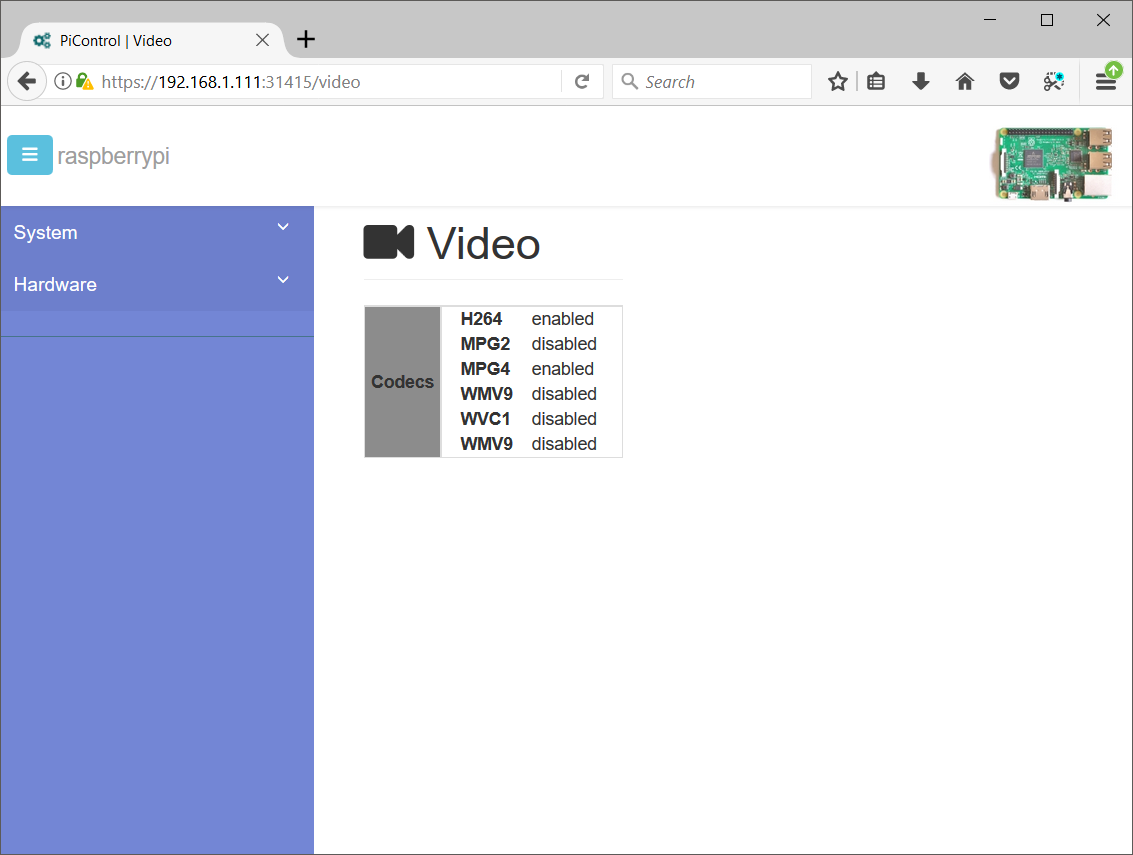 PiControl | Video
https://192.168.1.111:31415/video
Search
raspberrypi
System
Hardware
Video
Codecs
H264 enabled
MPG2 disabled
MPG4 enabled
WMV9 disabled
WVC1 disabled
WMV9 disabled